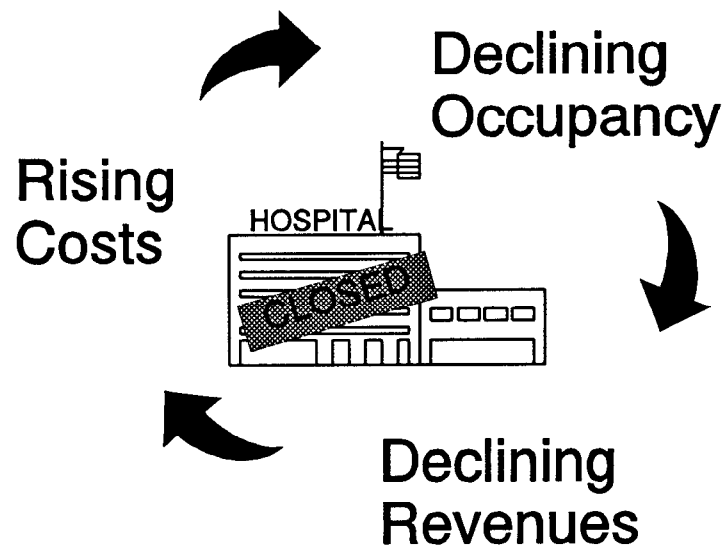 Declining
Occupancy
Rising
Costs
HOSPITAL
CLOSED
Declining
Revenues